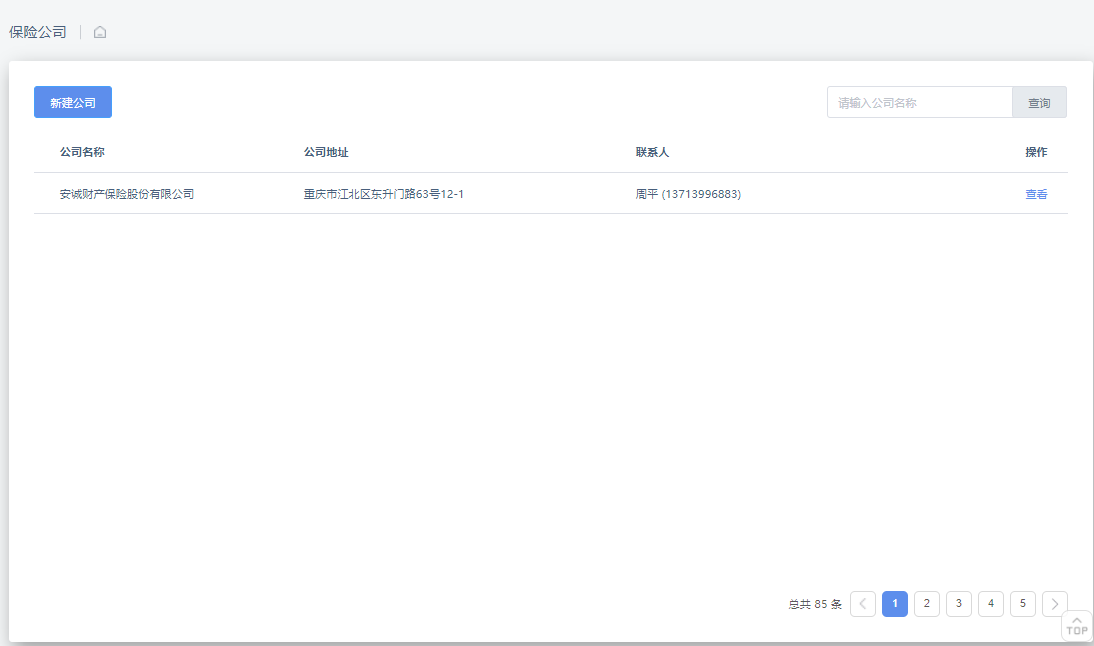 保险公司
新建公司
请输入公司名称 查询
公司名称 公司地址 联系人 操作
安诚财产保险股份有限公司 重庆市江北区东升门路63号12-1 周平 (13713996883) 查看
总共 85 条 1 2 3 4 5
TOP